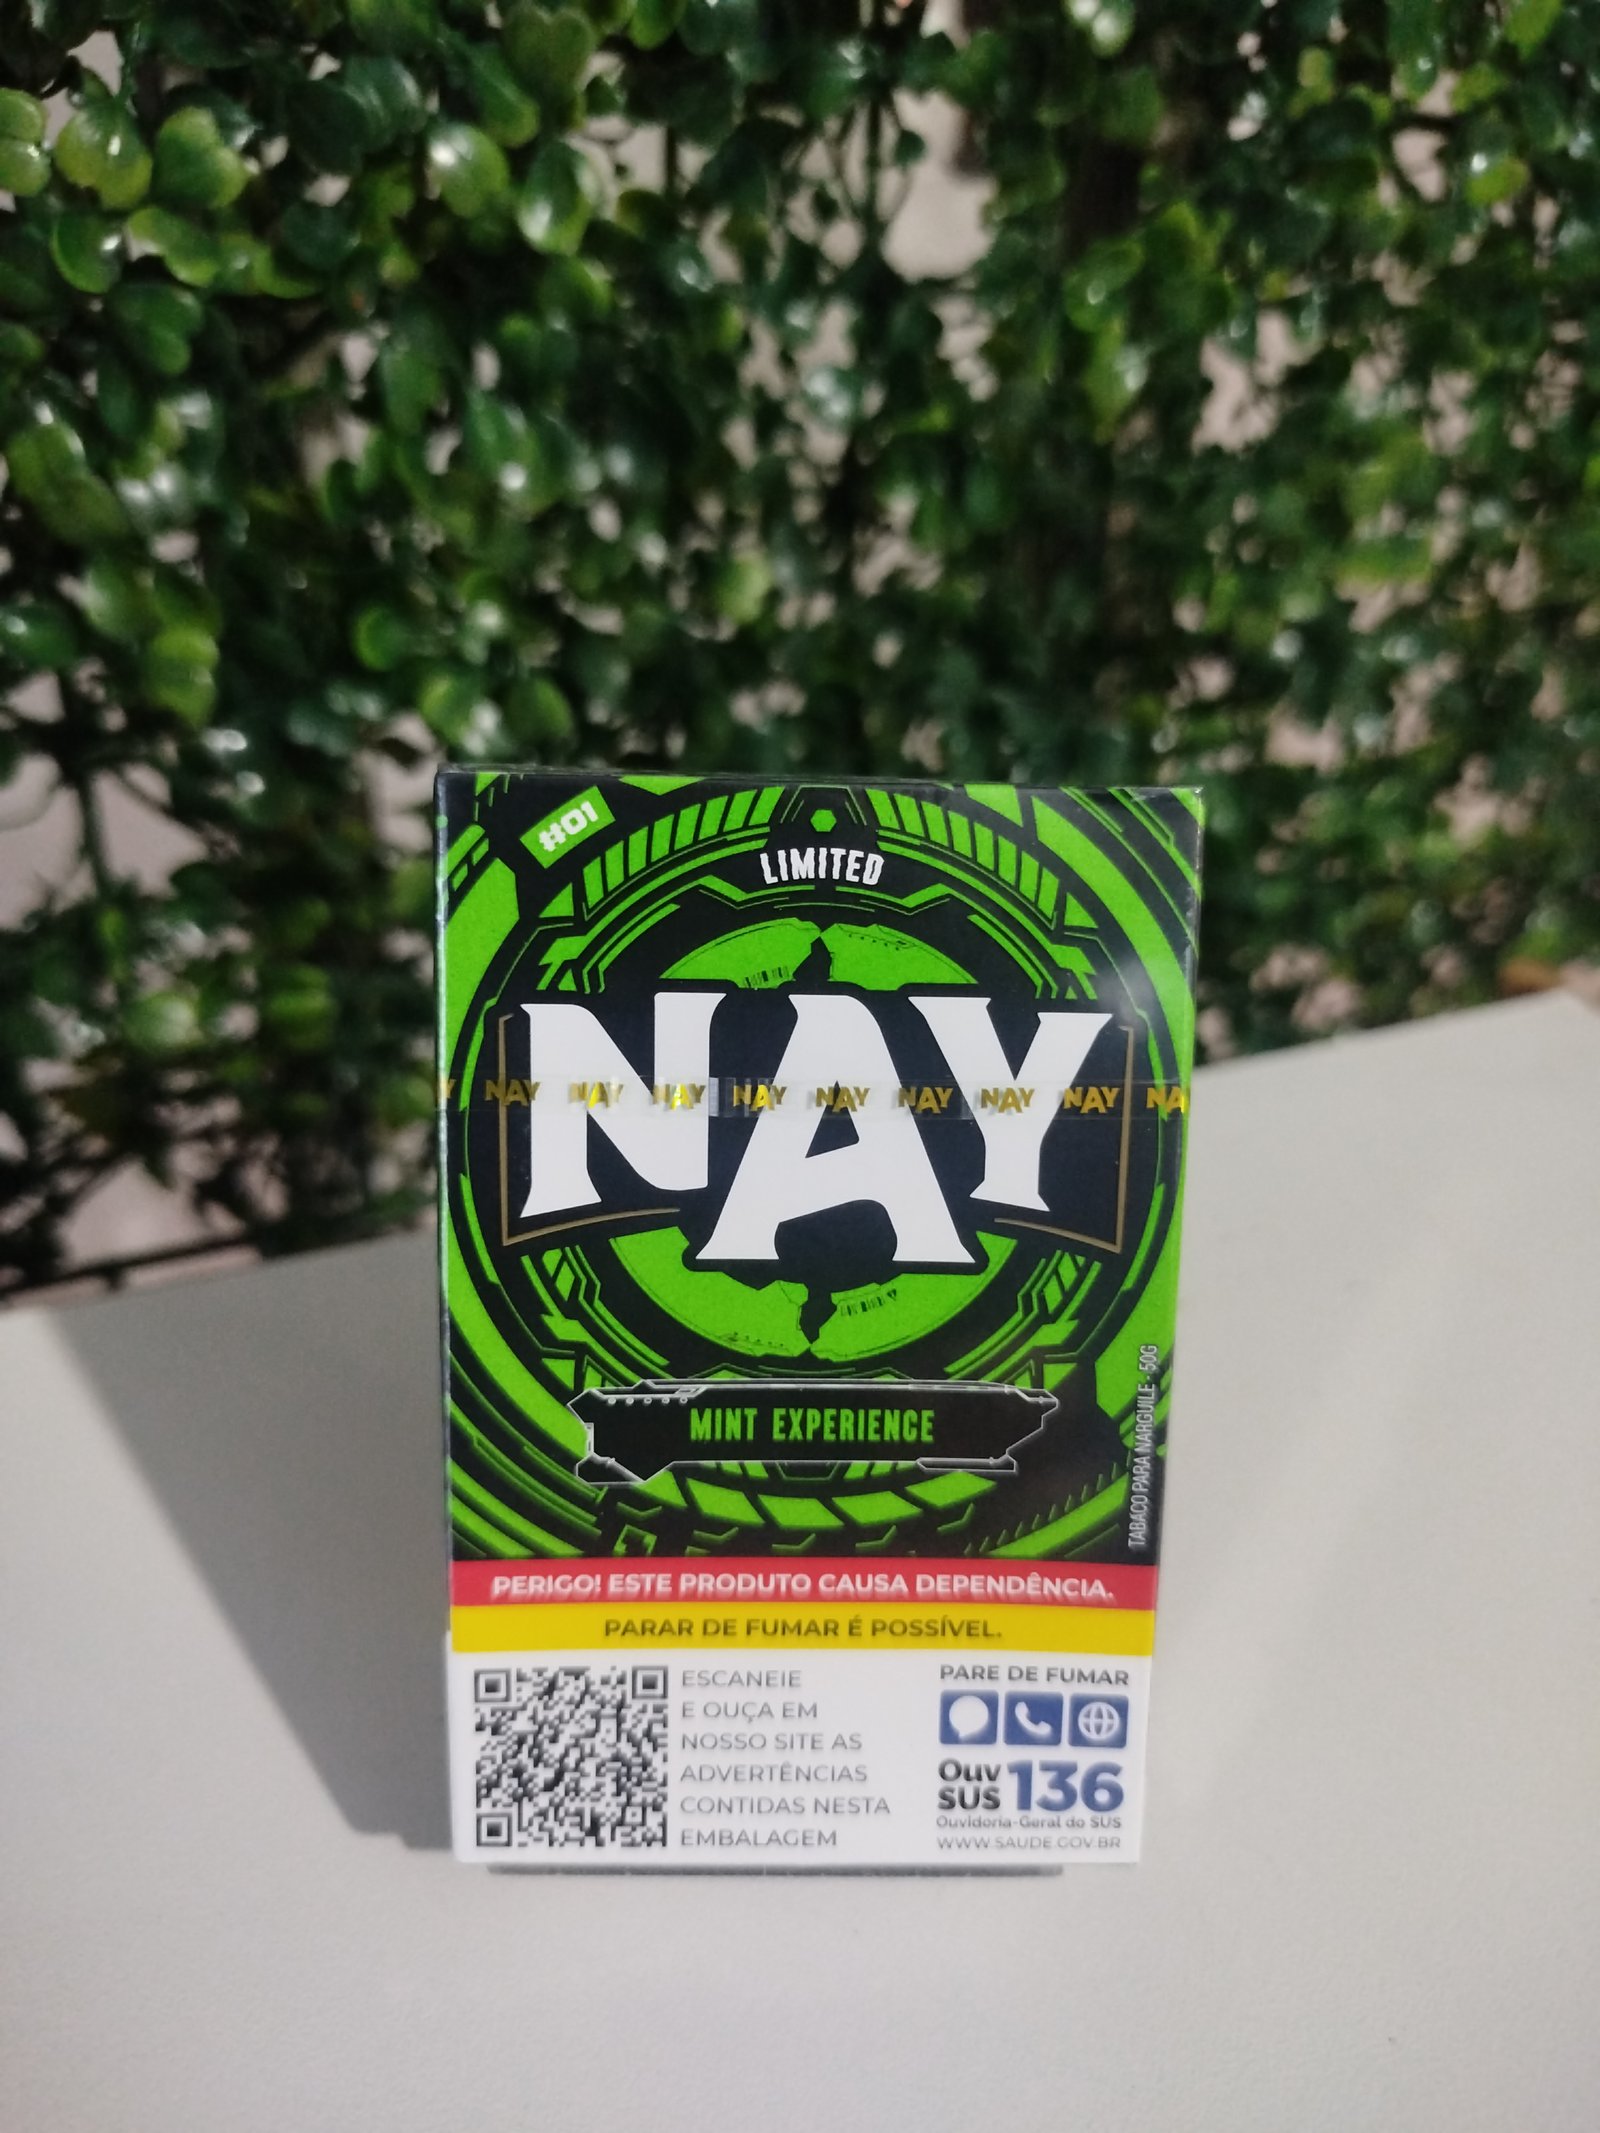 #01
LIMITED
NAY
NAY NAY NAY NAY NAY NAY NAY NAY
MINT EXPERIENCE
TABACO PARA NARGUILE - 50G
PERIGO! ESTE PRODUTO CAUSA DEPENDÊNCIA.
PARAR DE FUMAR É POSSÍVEL.
ESCANEIE
E OUÇA EM
NOSSO SITE AS
ADVERTÊNCIAS
CONTIDAS NESTA
EMBALAGEM
PARE DE FUMAR
Ouv
SUS 136
Ouvidoria-Geral do SUS
WWW.SAUDE.GOV.BR